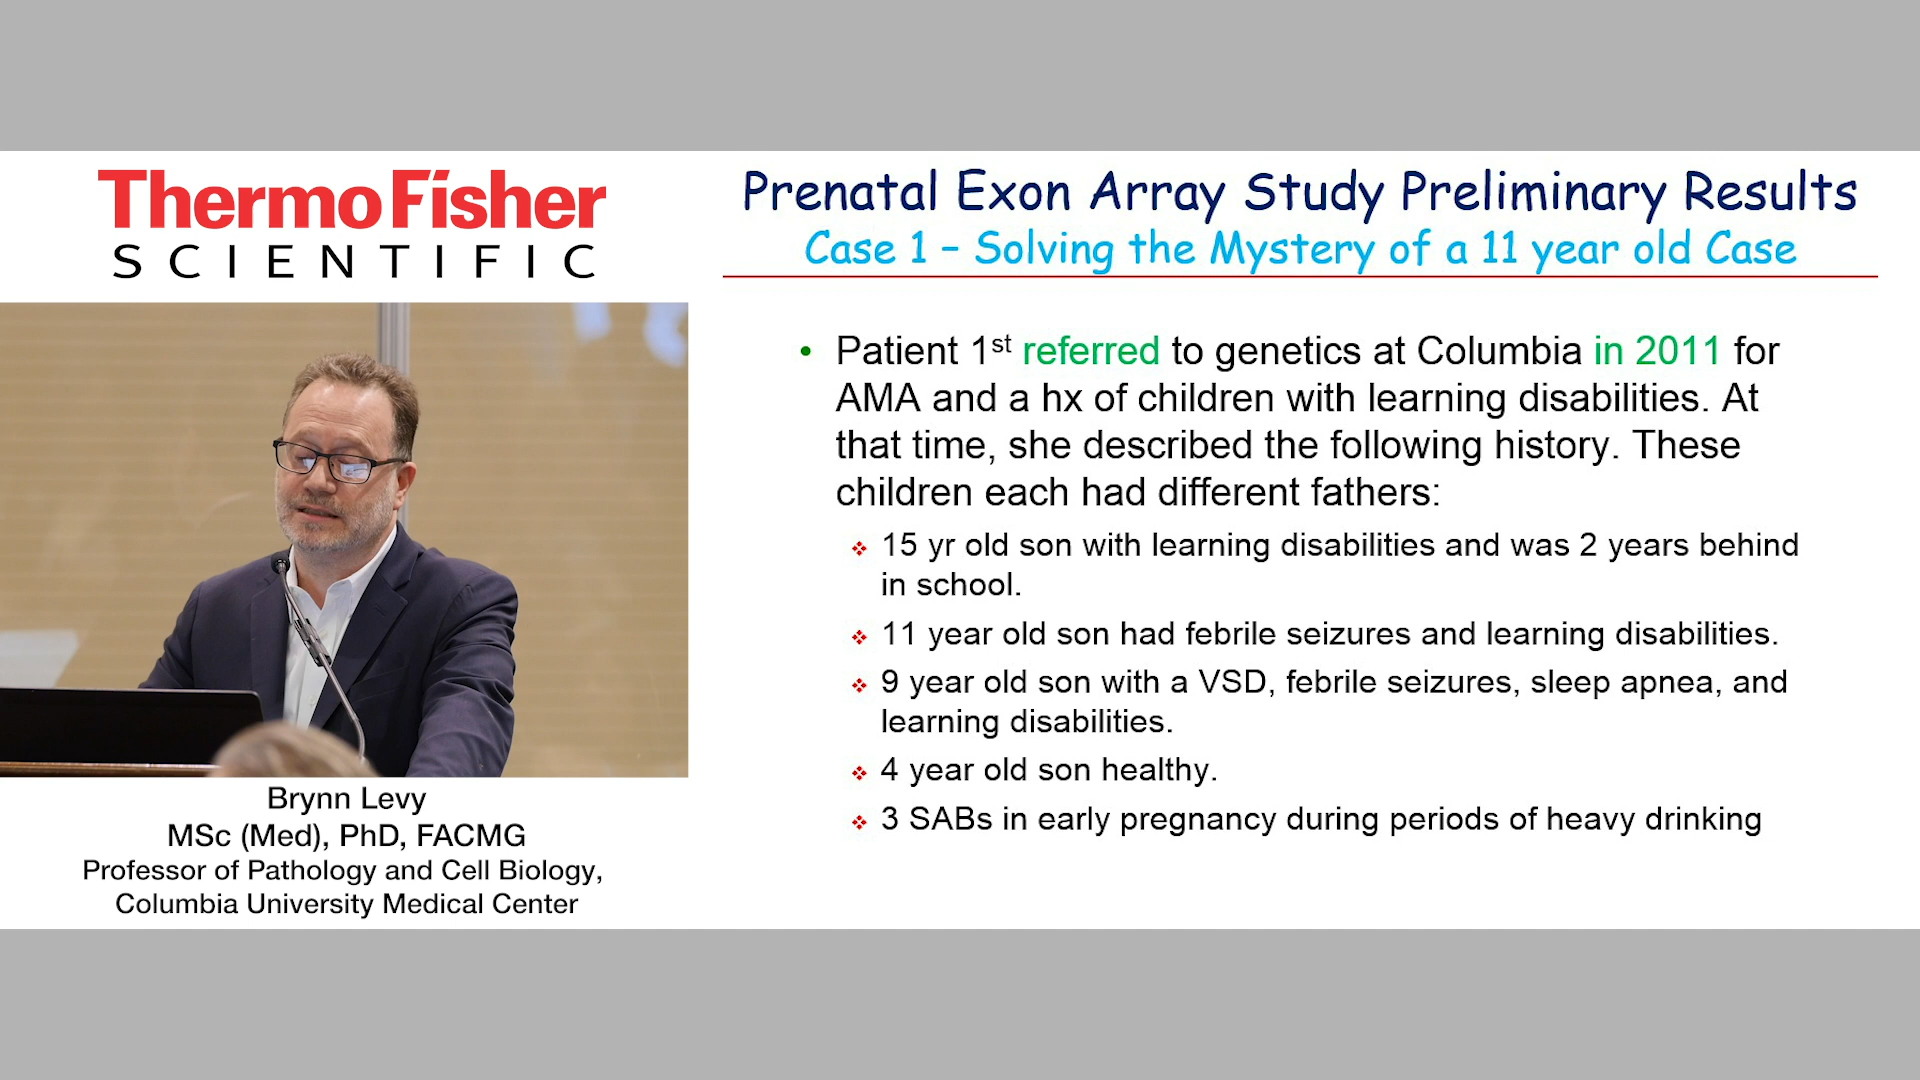 ThermoFisher
SCIENTIFIC
Brynn Levy
MSc (Med), PhD, FACMG
Professor of Pathology and Cell Biology,
Columbia University Medical Center
Prenatal Exon Array Study Preliminary Results
Case 1 – Solving the Mystery of a 11 year old Case
• Patient 1st referred to genetics at Columbia in 2011 for
AMA and a hx of children with learning disabilities. At
that time, she described the following history. These
children each had different fathers:
❖ 15 yr old son with learning disabilities and was 2 years behind
in school.
❖ 11 year old son had febrile seizures and learning disabilities.
❖ 9 year old son with a VSD, febrile seizures, sleep apnea, and
learning disabilities.
❖ 4 year old son healthy.
❖ 3 SABs in early pregnancy during periods of heavy drinking